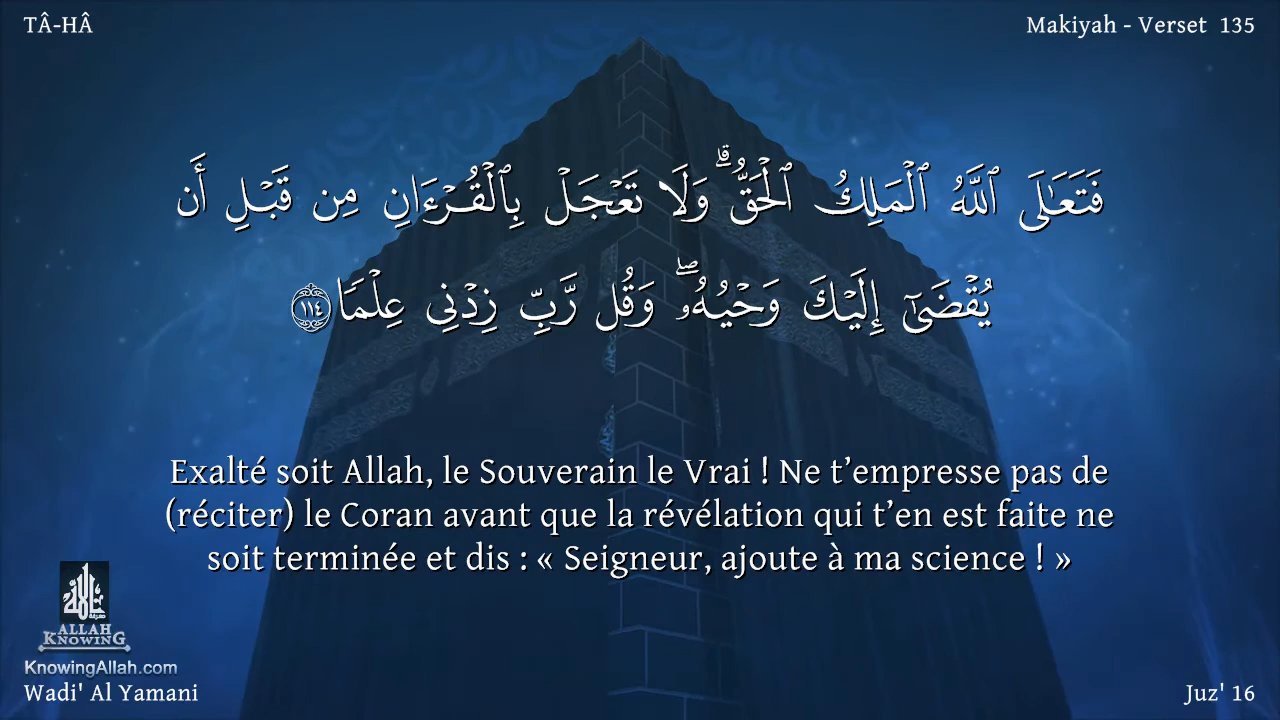 TÂ-HÂ
Makiyah - Verset 135
فَتَعَـٰلَى ٱللَّهُ ٱلْمَلِكُ ٱلْحَقُّ ۗ وَلَا تَعْجَلْ بِٱلْقُرْءَانِ مِن قَبْلِ أَن
يُقْضَىٰٓ إِلَيْكَ وَحْيُهُۥ ۖ وَقُل رَّبِّ زِدْنِى عِلْمًا ١١٤
Exalté soit Allah, le Souverain le Vrai ! Ne t’empresse pas de
(réciter) le Coran avant que la révélation qui t’en est faite ne
soit terminée et dis : « Seigneur, ajoute à ma science ! »
ALLAH
KNOWING
KnowingAllah.com
Wadi' Al Yamani
Juz' 16